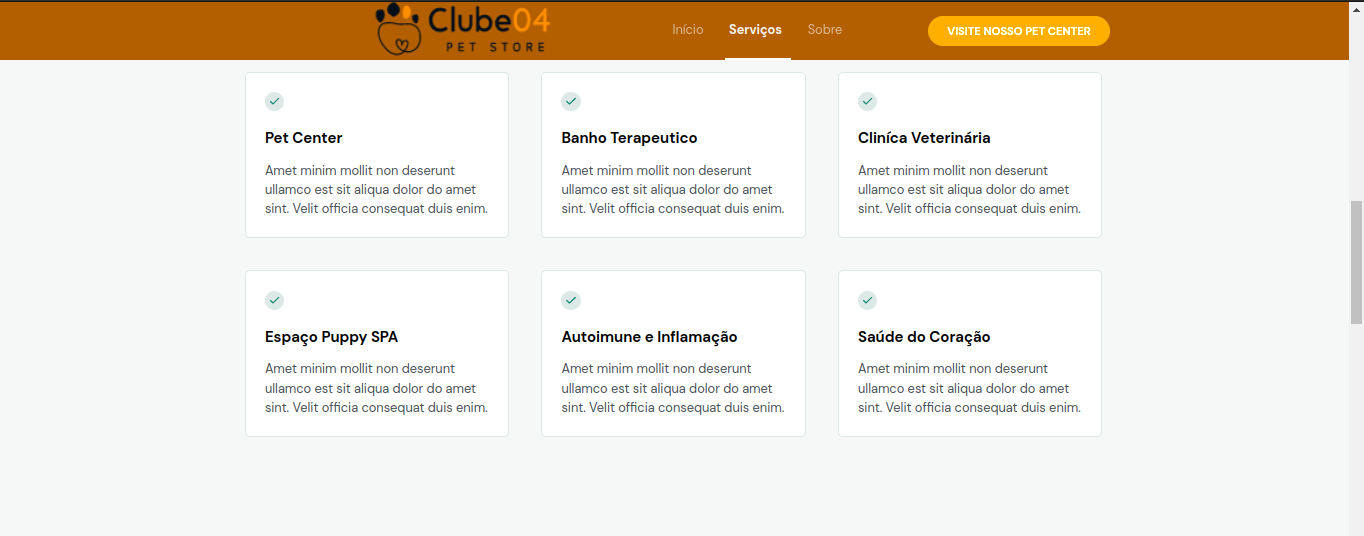 Clube04
PET STORE
Início
Serviços
Sobre
VISITE NOSSO PET CENTER
Pet Center
Amet minim mollit non deserunt
ullamco est sit aliqua dolor do amet
sint. Velit officia consequat duis enim.
Banho Terapeutico
Amet minim mollit non deserunt
ullamco est sit aliqua dolor do amet
sint. Velit officia consequat duis enim.
Cliníca Veterinária
Amet minim mollit non deserunt
ullamco est sit aliqua dolor do amet
sint. Velit officia consequat duis enim.
Espaço Puppy SPA
Amet minim mollit non deserunt
ullamco est sit aliqua dolor do amet
sint. Velit officia consequat duis enim.
Autoimune e Inflamação
Amet minim mollit non deserunt
ullamco est sit aliqua dolor do amet
sint. Velit officia consequat duis enim.
Saúde do Coração
Amet minim mollit non deserunt
ullamco est sit aliqua dolor do amet
sint. Velit officia consequat duis enim.